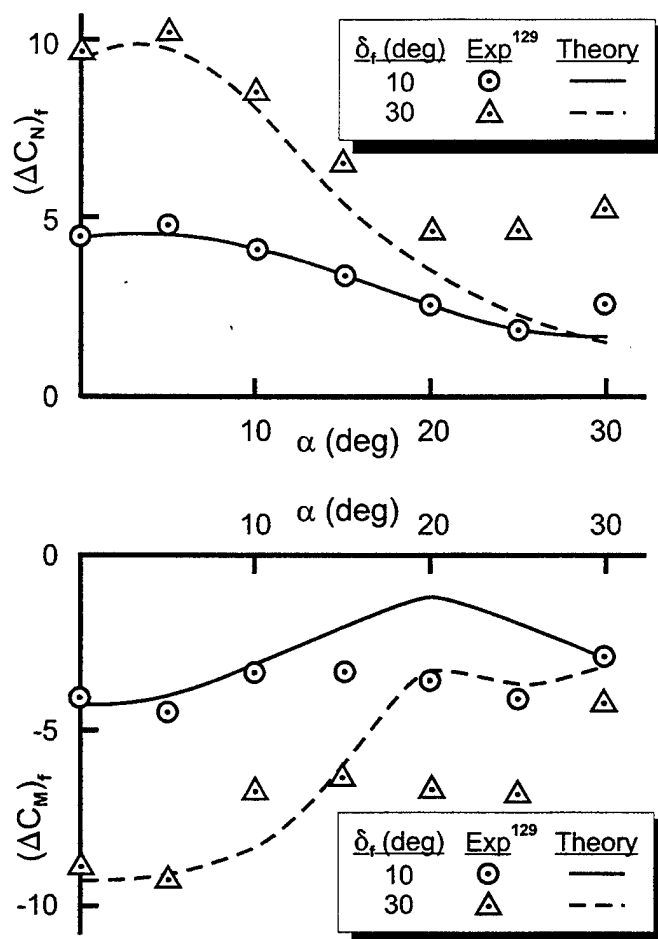 10
5
0
(ΔC_N)_f
δ_f (deg) Exp^129 Theory
10
30
10 20 30
α (deg)
α (deg)
10 20 30
0
-5
-10
(ΔC_M)_f
δ_f (deg) Exp^129 Theory
10
30